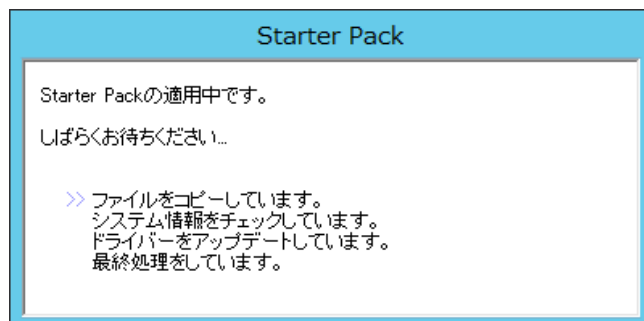 Starter Pack
Starter Packの適用中です。
しばらくお待ちください...
>> ファイルをコピーしています。
システム情報をチェックしています。
ドライバーをアップデートしています。
最終処理をしています。